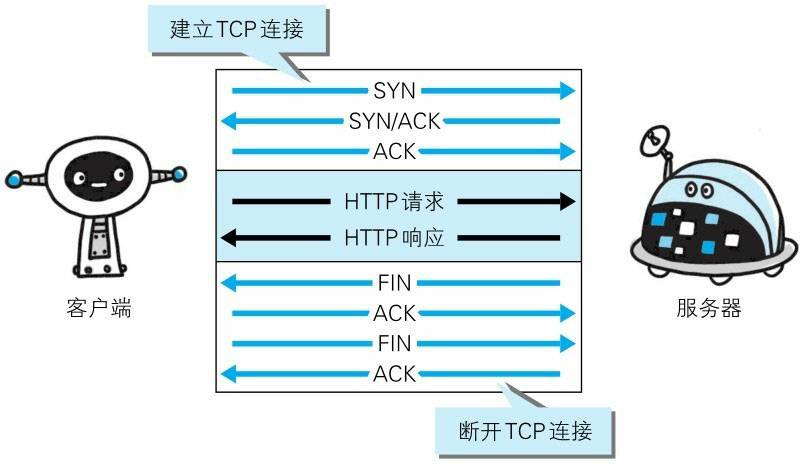 建立TCP连接
SYN
SYN/ACK
ACK
HTTP请求
HTTP响应
FIN
ACK
FIN
ACK
客户端
服务器
断开TCP连接